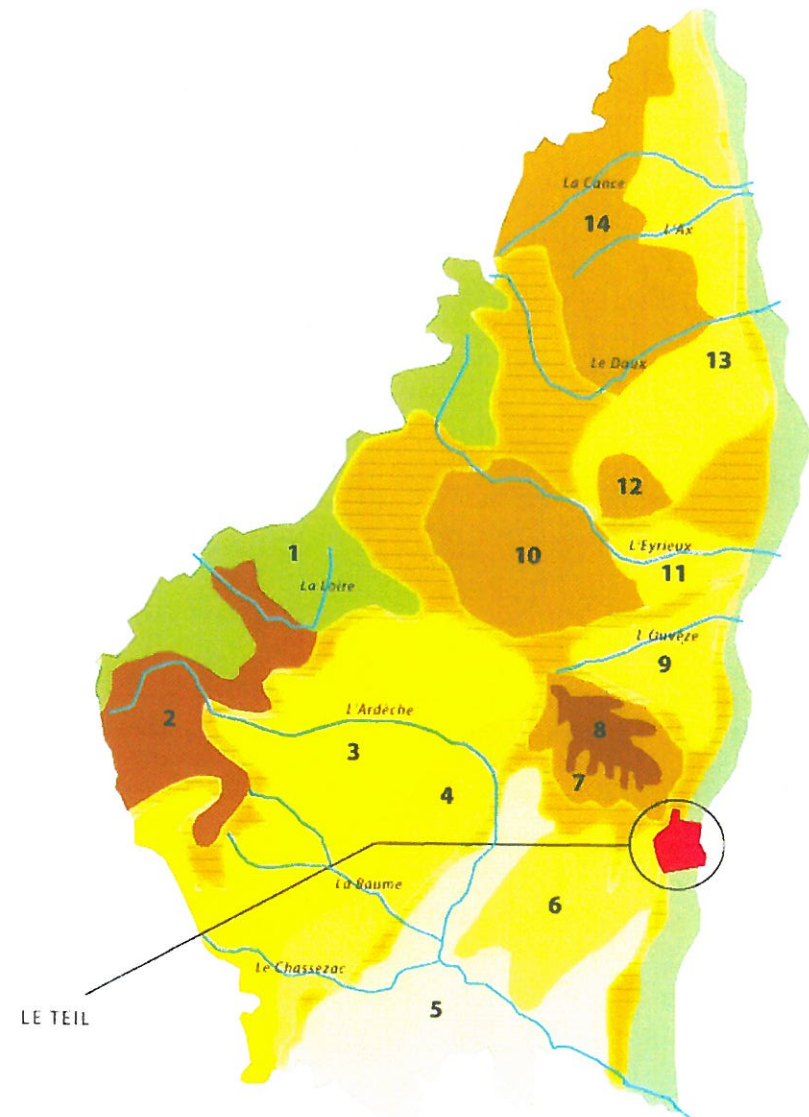 La Cance
14
L'Ax
Le Doux
13
12
1
10
L'Eyrieux
11
La Loire
L'Ouvèze
9
2
L'Ardèche
8
3
7
4
La Baume
6
Le Chassezac
5
LE TEIL